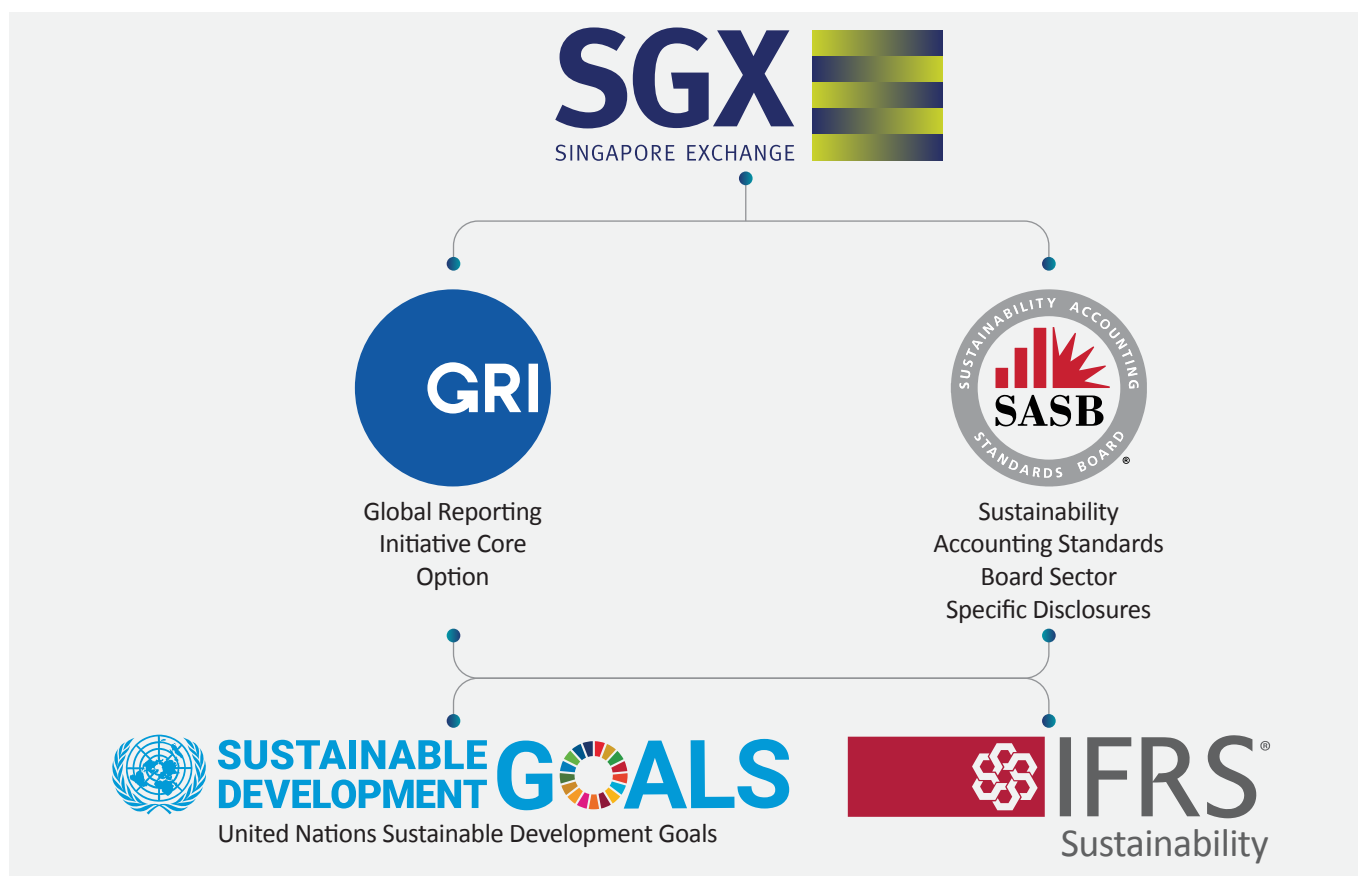 SGX
SINGAPORE EXCHANGE
GRI
Global Reporting
Initiative Core
Option
SUSTAINABILITY ACCOUNTING
SASB
STANDARDS BOARD
®
Sustainability
Accounting Standards
Board Sector
Specific Disclosures
SUSTAINABLE
DEVELOPMENT
GOALS
United Nations Sustainable Development Goals
IFRS®
Sustainability